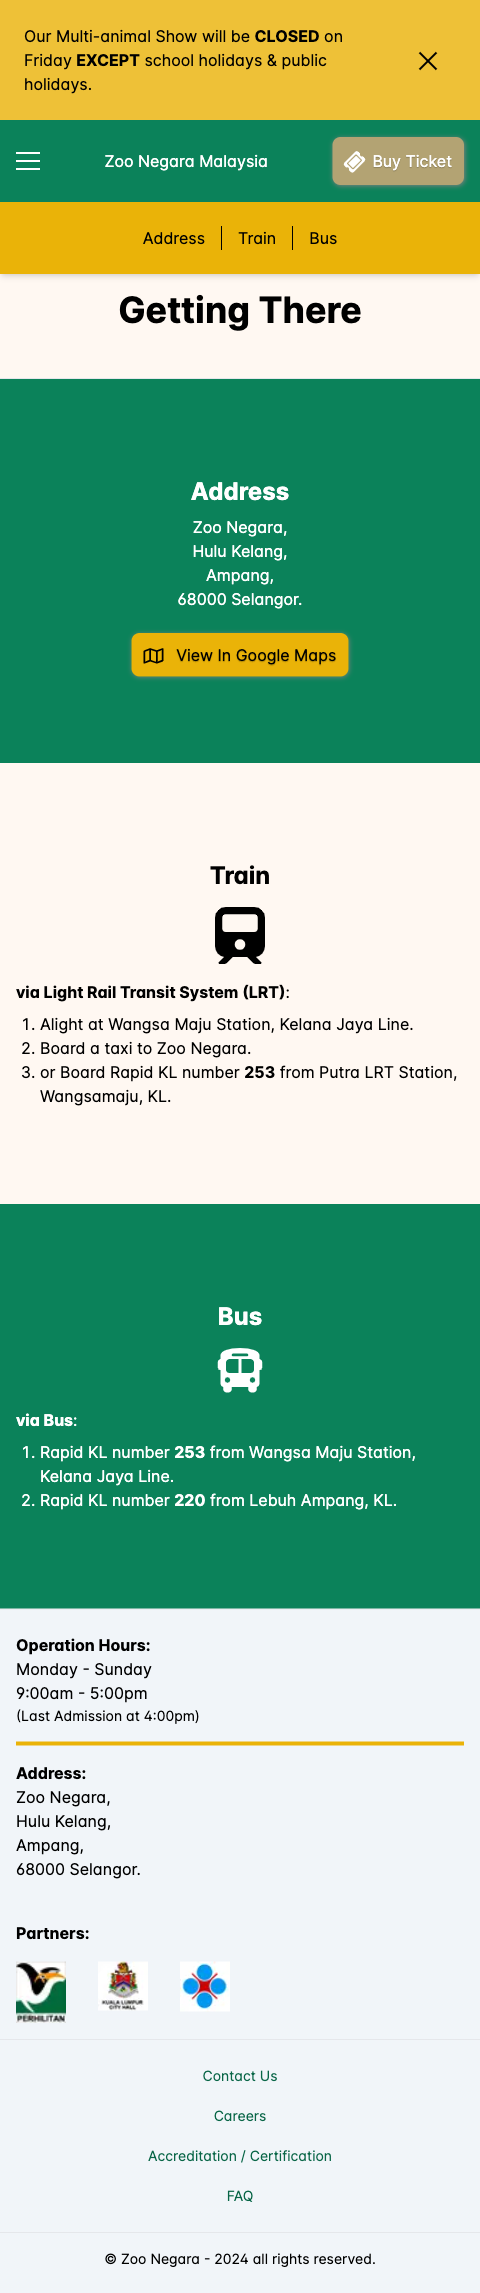 Our Multi-animal Show will be CLOSED on
Friday EXCEPT school holidays & public
holidays.
Zoo Negara Malaysia
Buy Ticket
Address
Train
Bus
Getting There
Address
Zoo Negara,
Hulu Kelang,
Ampang,
68000 Selangor.
View In Google Maps
Train
via Light Rail Transit System (LRT):
1. Alight at Wangsa Maju Station, Kelana Jaya Line.
2. Board a taxi to Zoo Negara.
3. or Board Rapid KL number 253 from Putra LRT Station,
Wangsamaju, KL.
Bus
via Bus:
1. Rapid KL number 253 from Wangsa Maju Station,
Kelana Jaya Line.
2. Rapid KL number 220 from Lebuh Ampang, KL.
Operation Hours:
Monday - Sunday
9:00am - 5:00pm
(Last Admission at 4:00pm)
Address:
Zoo Negara,
Hulu Kelang,
Ampang,
68000 Selangor.
Partners:
PERHILITAN
KUALA LUMPUR
CITY HALL
Contact Us
Careers
Accreditation / Certification
FAQ
© Zoo Negara - 2024 all rights reserved.